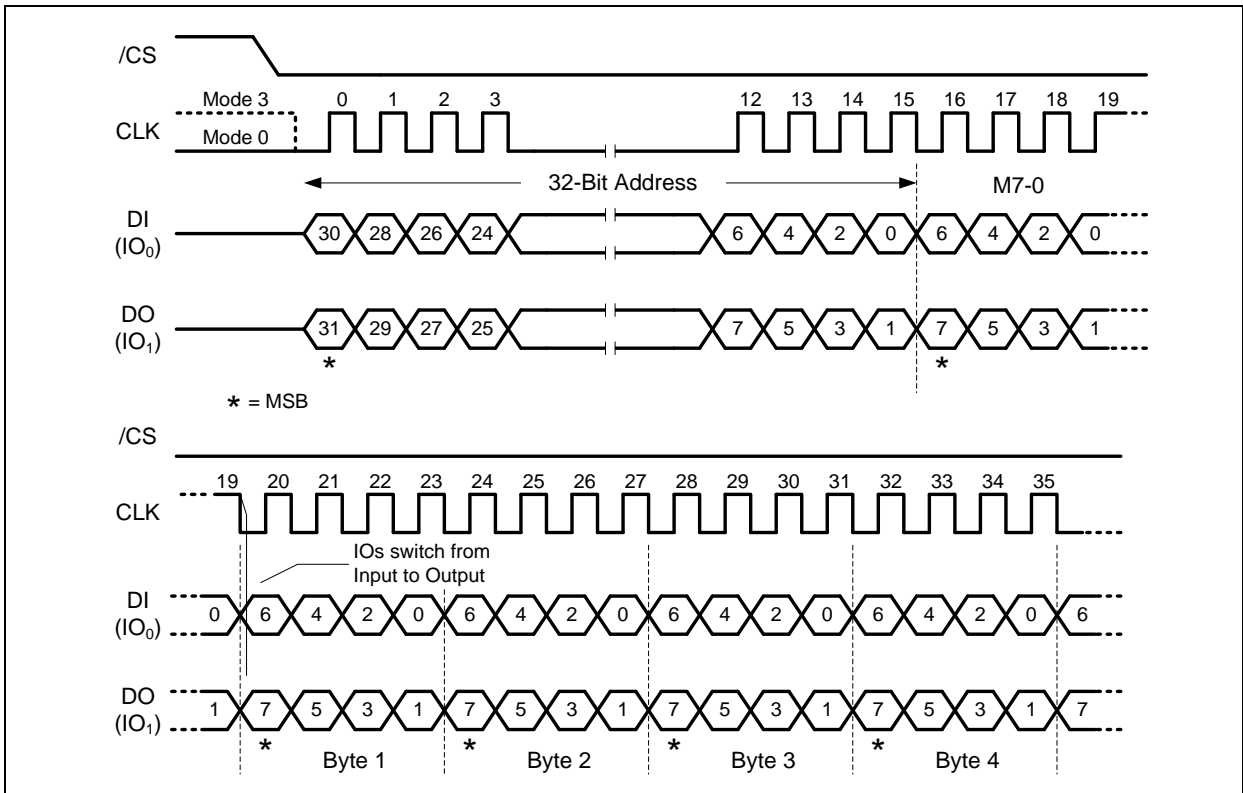 /CS
Mode 3 0 1 2 3 12 13 14 15 16 17 18 19
CLK
Mode 0
32-Bit Address M7-0
DI
(IO₀)
30 28 26 24 6 4 2 0 6 4 2 0
DO
(IO₁)
31 29 27 25 7 5 3 1 7 5 3 1
* *
* = MSB
/CS
19 20 21 22 23 24 25 26 27 28 29 30 31 32 33 34 35
CLK
IOs switch from
Input to Output
DI
(IO₀)
0 6 4 2 0 6 4 2 0 6 4 2 0 6 4 2 0 6
DO
(IO₁)
1 7 5 3 1 7 5 3 1 7 5 3 1 7 5 3 1 7
* * * *
Byte 1 Byte 2 Byte 3 Byte 4